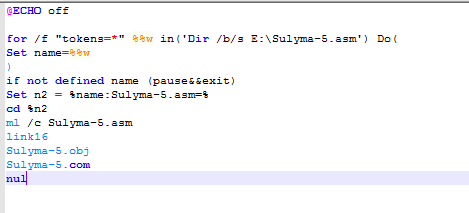 @ECHO off
for /f "tokens=*" %%w in('Dir /b/s E:\Sulyma-5.asm') Do(
Set name=%%w
)
if not defined name (pause&&exit)
Set n2 = %name:Sulyma-5.asm=%
cd %n2
ml /c Sulyma-5.asm
link16
Sulyma-5.obj
Sulyma-5.com
nul